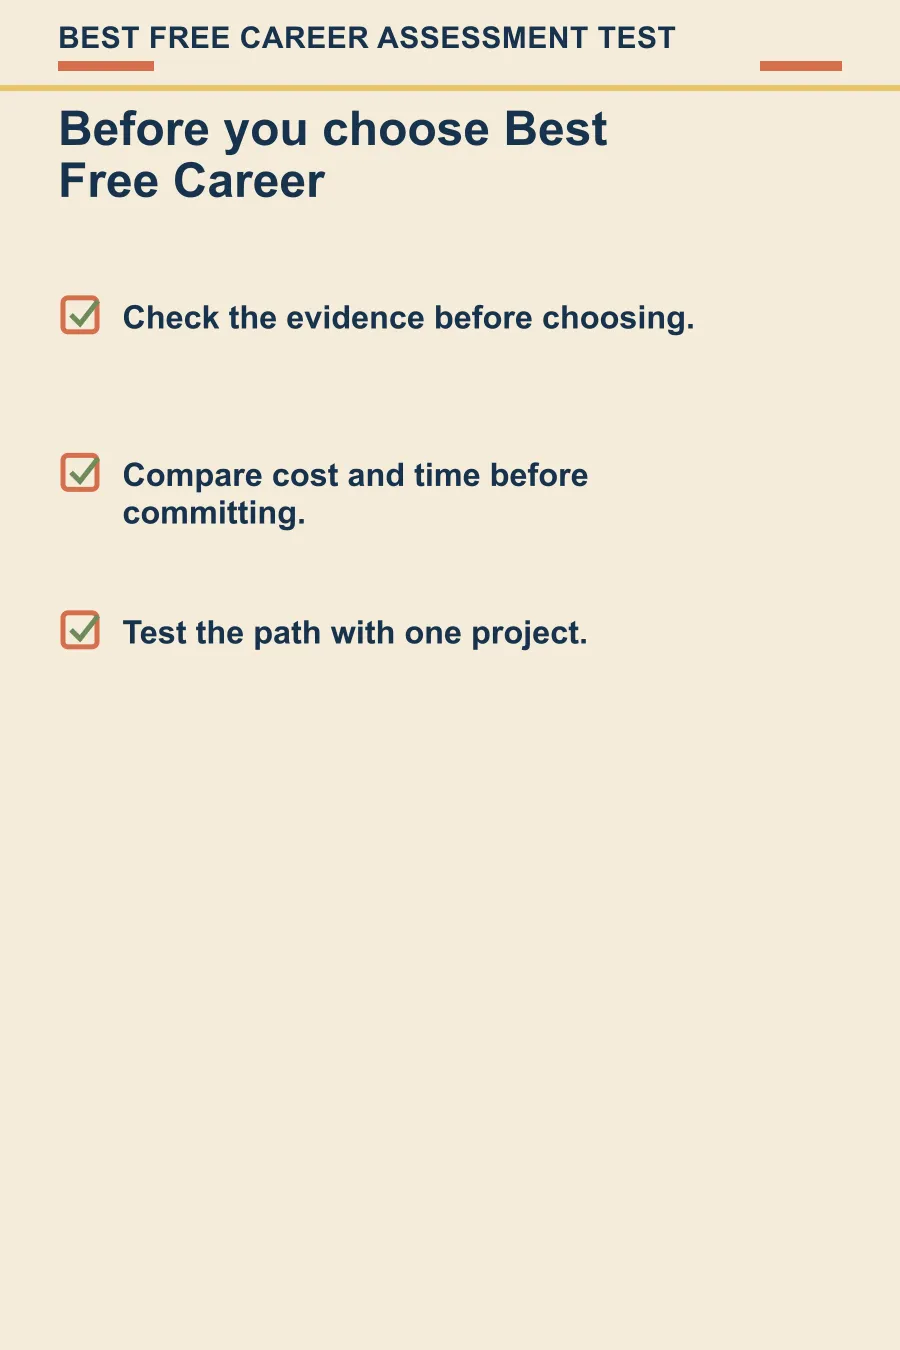 BEST FREE CAREER ASSESSMENT TEST
Before you choose Best
Free Career
Check the evidence before choosing.
Compare cost and time before
committing.
Test the path with one project.